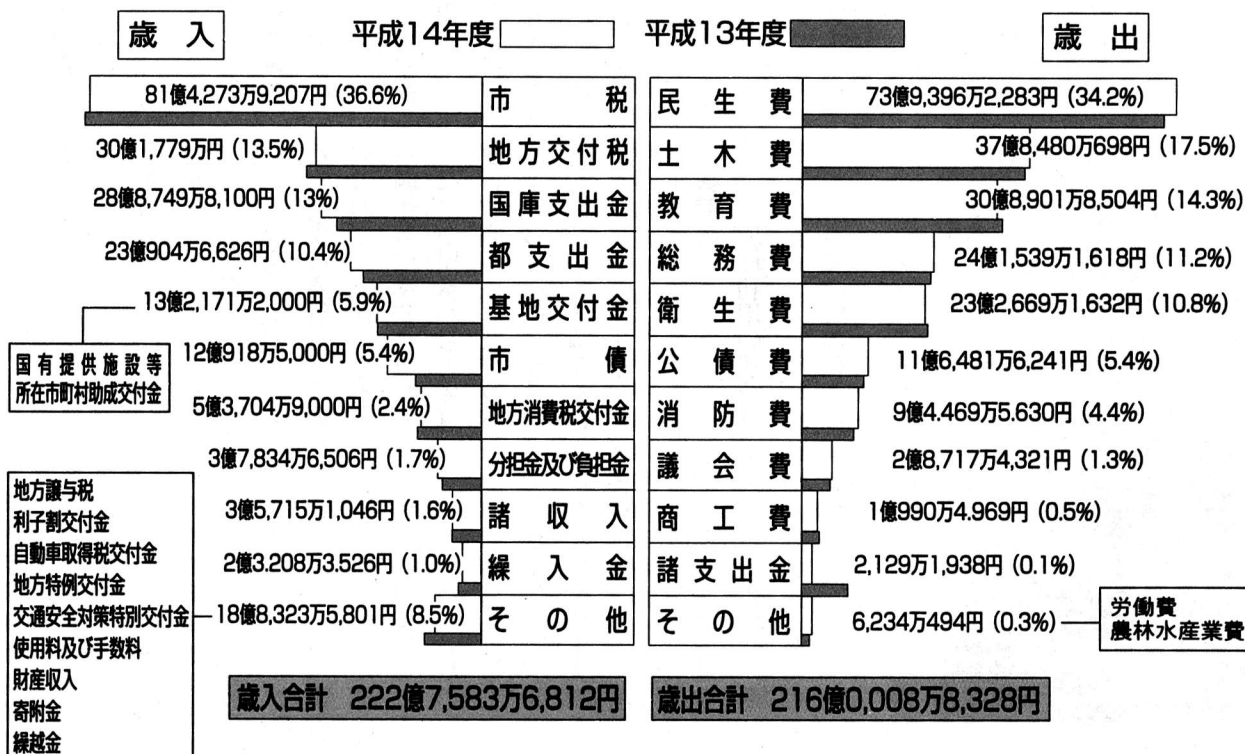 歳入
平成14年度
平成13年度
歳出
81億4,273万9,207円 (36.6%)
市税
30億1,779万円 (13.5%)
地方交付税
28億8,749万8,100円 (13%)
国庫支出金
23億904万6,626円 (10.4%)
都支出金
13億2,171万2,000円 (5.9%)
基地交付金
国有提供施設等
所在市町村助成交付金
12億918万5,000円 (5.4%)
市債
5億3,704万9,000円 (2.4%)
地方消費税交付金
3億7,834万6,506円 (1.7%)
分担金及び負担金
3億5,715万1,046円 (1.6%)
諸収入
2億3.208万3.526円 (1.0%)
繰入金
18億8,323万5,801円 (8.5%)
その他
地方譲与税
利子割交付金
自動車取得税交付金
地方特例交付金
交通安全対策特別交付金
使用料及び手数料
財産収入
寄附金
繰越金
民生費
73億9,396万2,283円 (34.2%)
土木費
37億8,480万698円 (17.5%)
教育費
30億8,901万8,504円 (14.3%)
総務費
24億1,539万1,618円 (11.2%)
衛生費
23億2,669万1,632円 (10.8%)
公債費
11億6,481万6,241円 (5.4%)
消防費
9億4.469万5.630円 (4.4%)
議会費
2億8,717万4,321円 (1.3%)
商工費
1億990万4.969円 (0.5%)
諸支出金
2,129万1,938円 (0.1%)
その他
6,234万494円 (0.3%)
労働費
農林水産業費
歳入合計 222億7,583万6,812円
歳出合計 216億0,008万8,328円